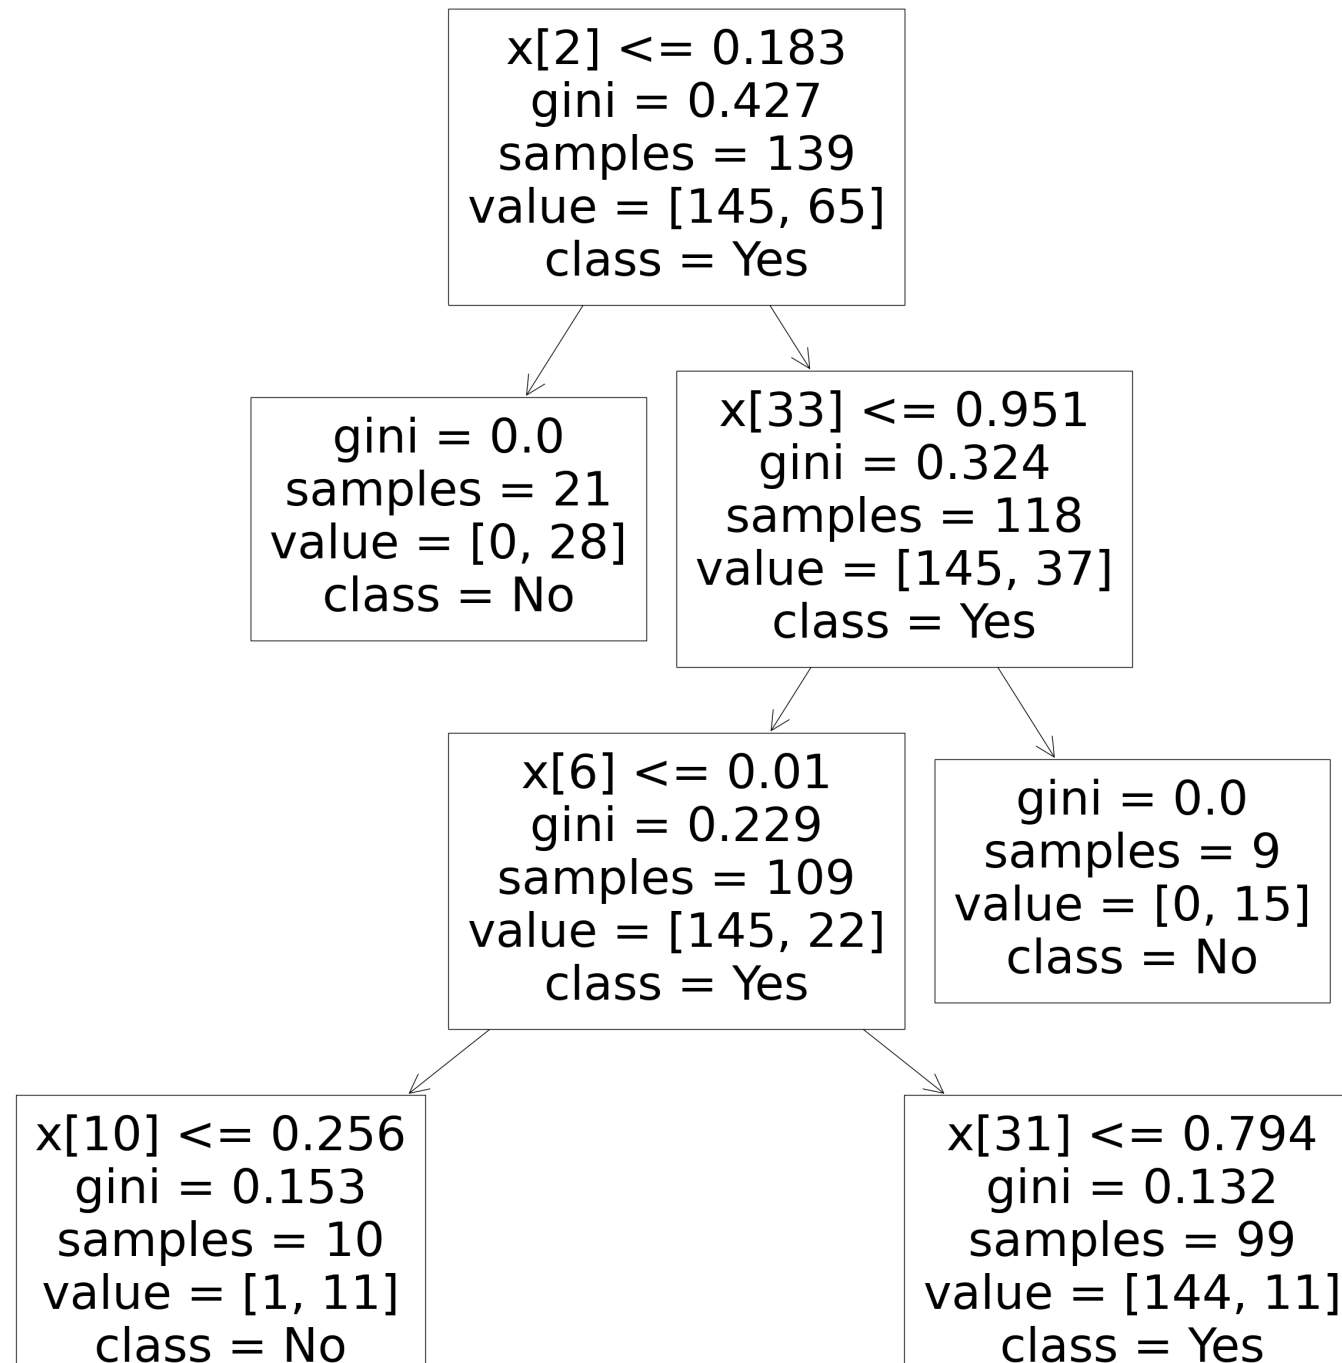 x[2] <= 0.183
gini = 0.427
samples = 139
value = [145, 65]
class = Yes
gini = 0.0
samples = 21
value = [0, 28]
class = No
x[33] <= 0.951
gini = 0.324
samples = 118
value = [145, 37]
class = Yes
x[6] <= 0.01
gini = 0.229
samples = 109
value = [145, 22]
class = Yes
gini = 0.0
samples = 9
value = [0, 15]
class = No
x[10] <= 0.256
gini = 0.153
samples = 10
value = [1, 11]
class = No
x[31] <= 0.794
gini = 0.132
samples = 99
value = [144, 11]
class = Yes